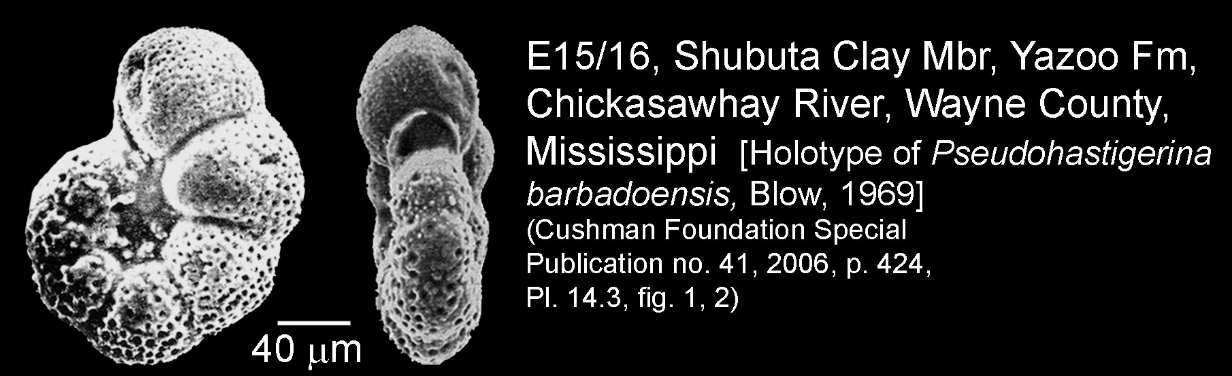 E15/16, Shubuta Clay Mbr, Yazoo Fm,
Chickasawhay River, Wayne County,
Mississippi [Holotype of Pseudohastigerina
barbadoensis, Blow, 1969]
(Cushman Foundation Special
Publication no. 41, 2006, p. 424,
Pl. 14.3, fig. 1, 2)
40 μm